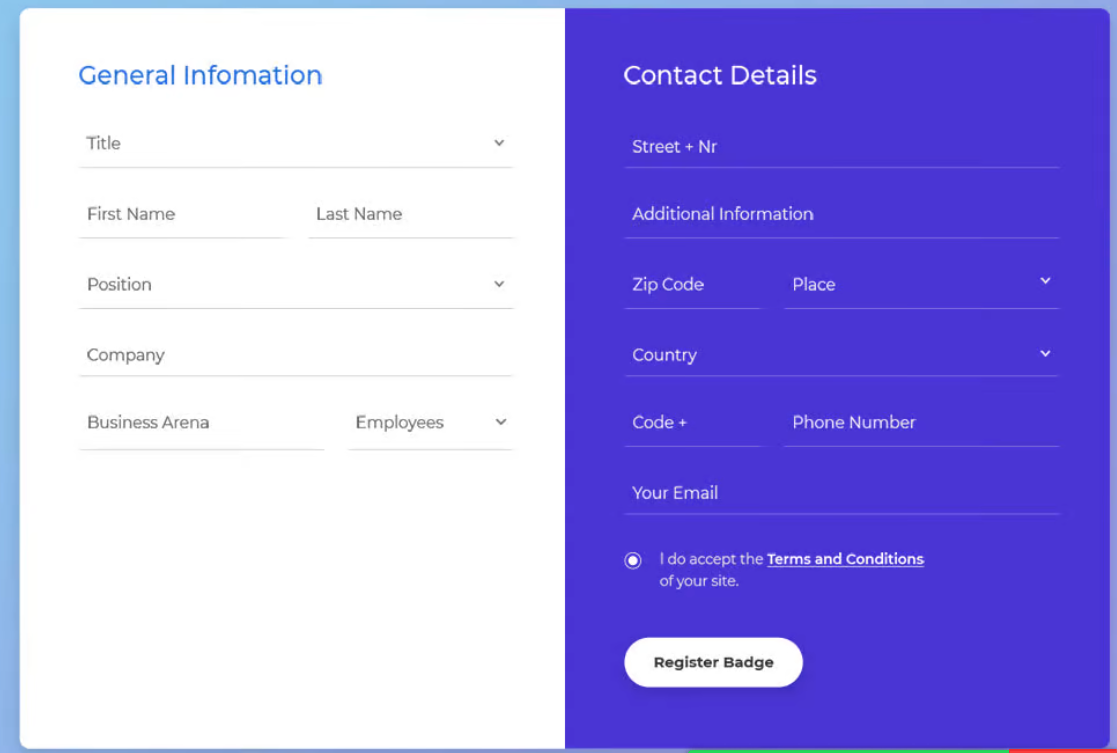 General Infomation
Title
First Name Last Name
Position
Company
Business Arena Employees
Contact Details
Street + Nr
Additional Information
Zip Code Place
Country
Code + Phone Number
Your Email
I do accept the Terms and Conditions
of your site.
Register Badge